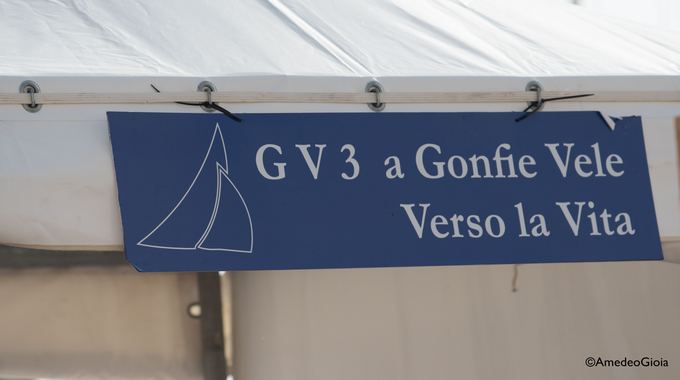 G V 3 a Gonfie Vele
Verso la Vita
©AmedeoGioia